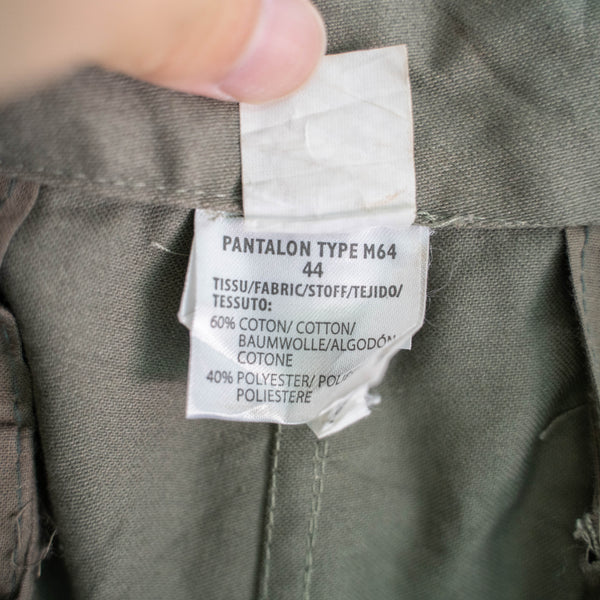 PANTALON TYPE M64
44
TISSU/FABRIC/STOFF/TEJIDO/
TESSUTO:
60% COTON/ COTTON/
BAUMWOLLE/ALGODÓN
COTONE
40% POLYESTER/
POLIESTERE